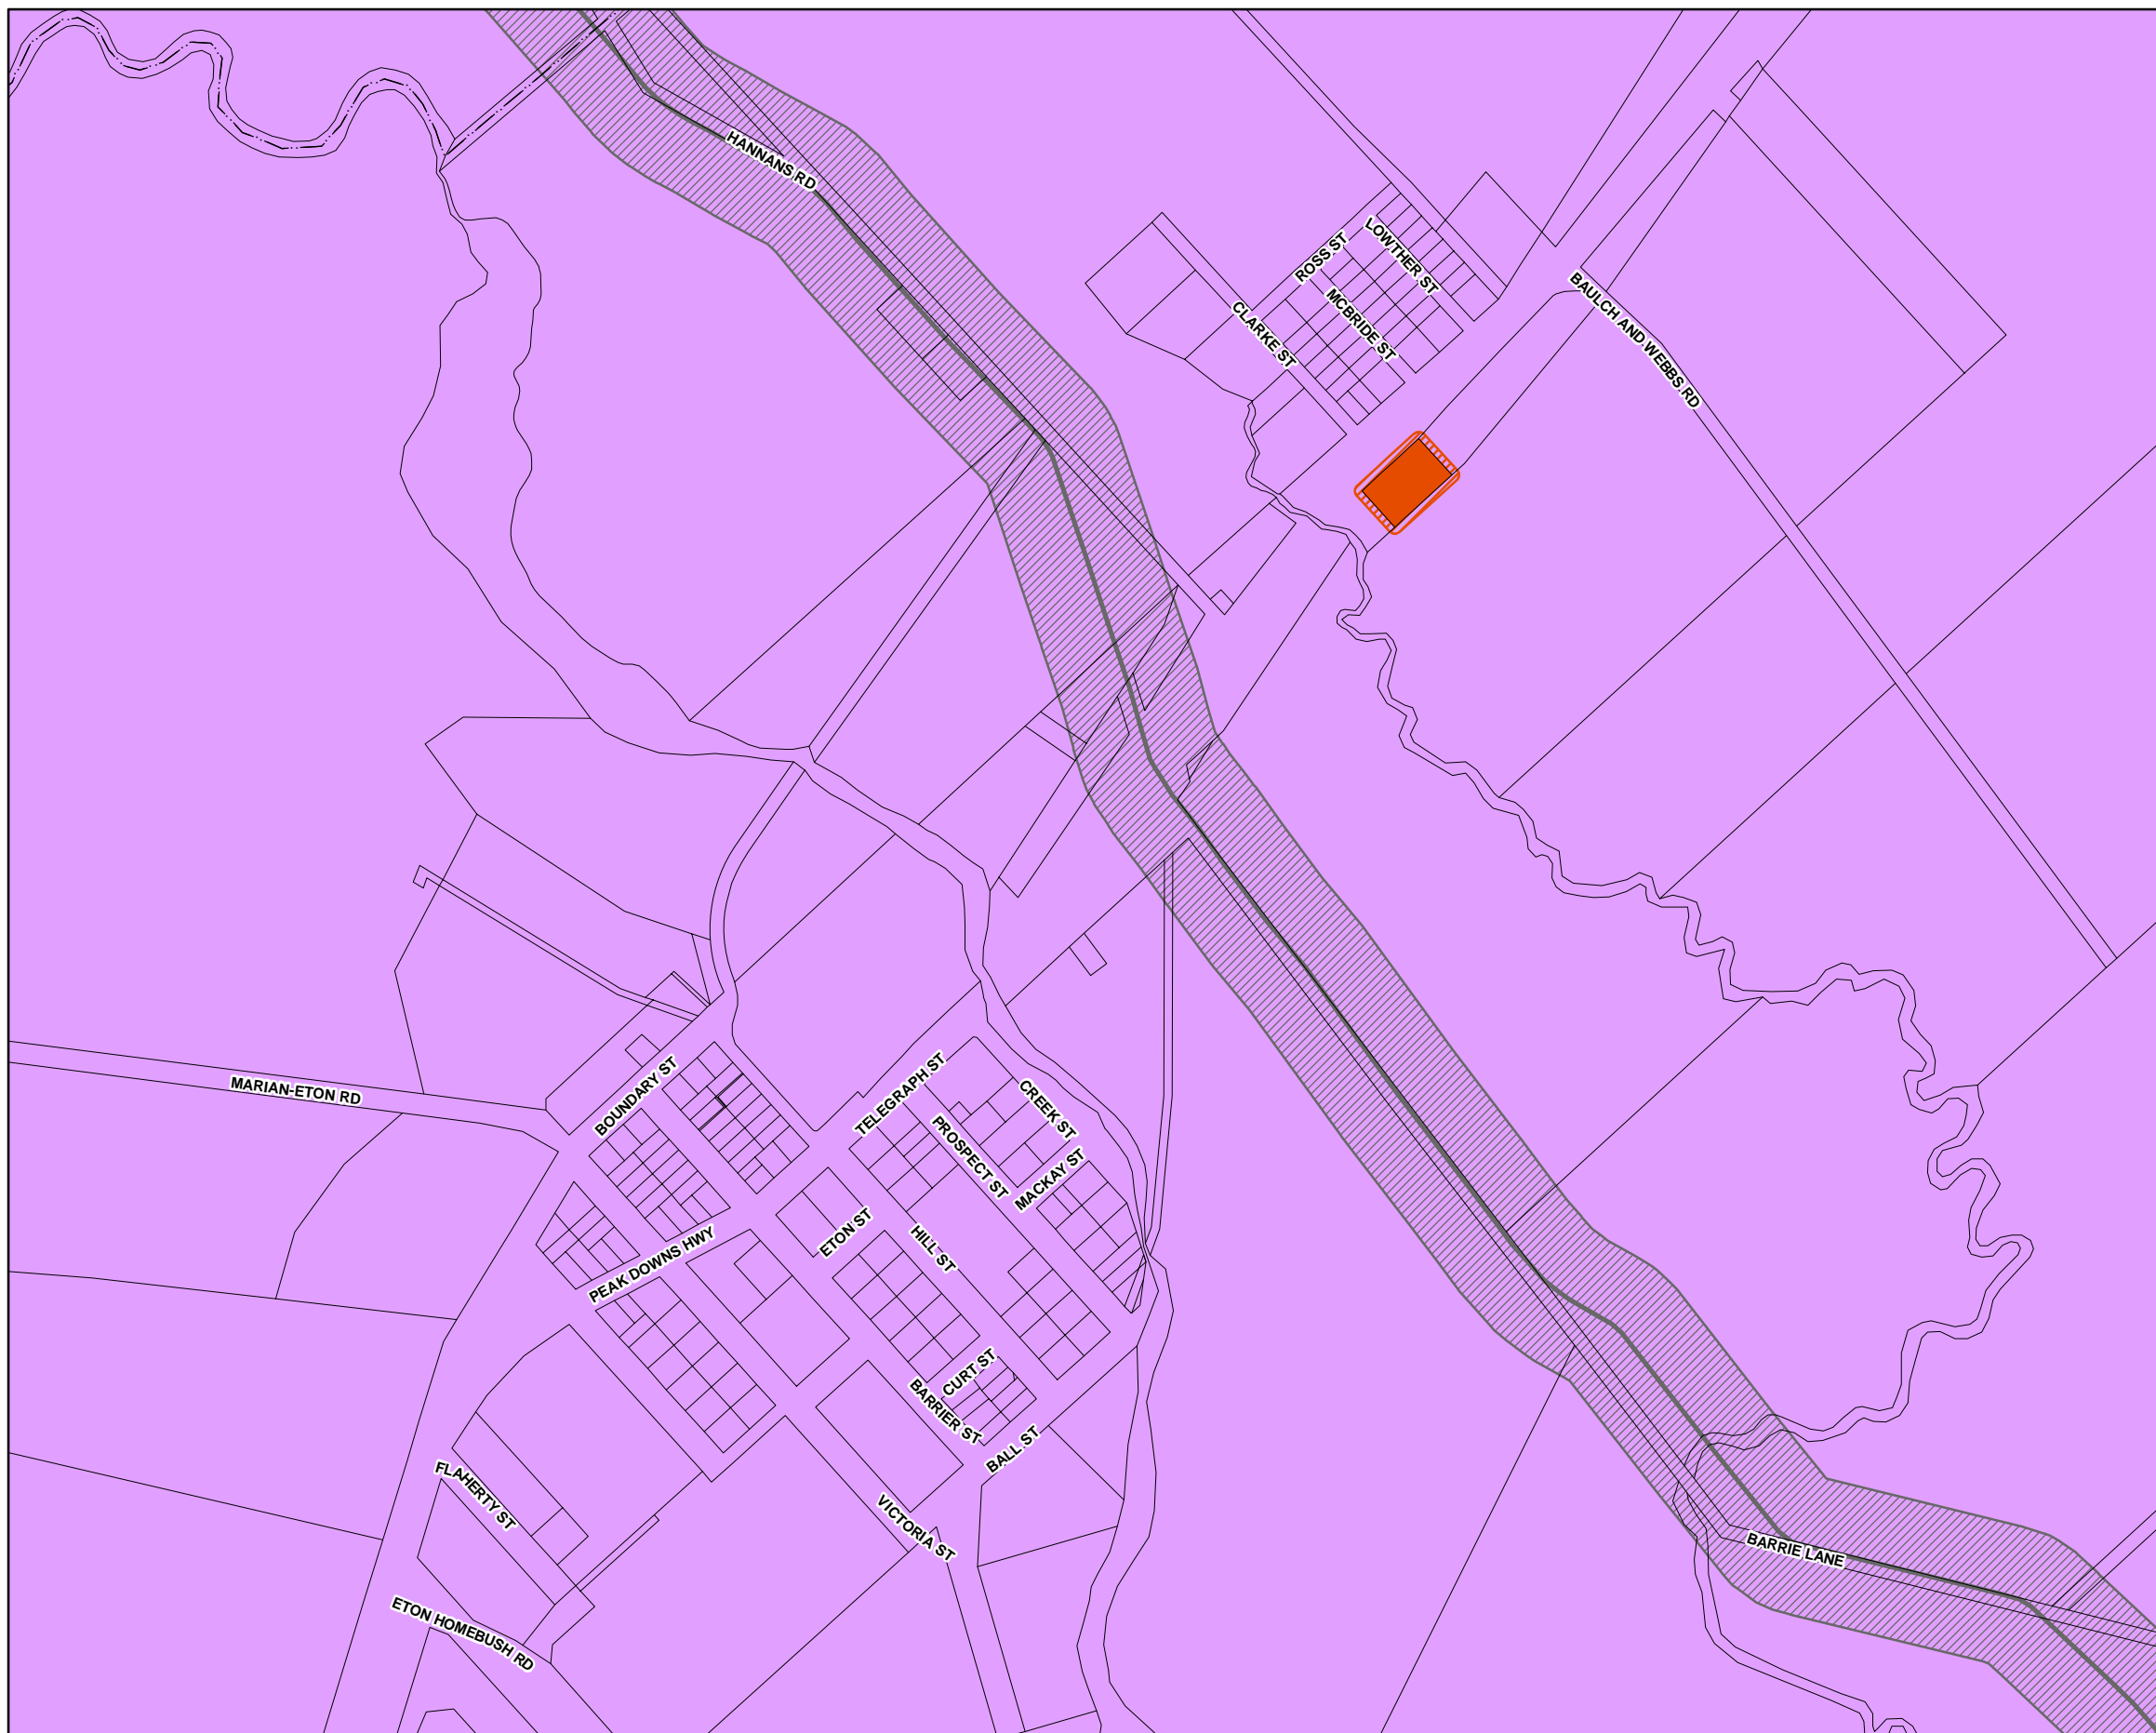 HANNANS RD
LOWTHER ST
ROSS ST
MCBRIDE ST
CLARKE ST
BAULCH AND WEBBS RD
MARIAN-ETON RD
BOUNDARY ST
TELEGRAPH ST
CREEK ST
PROSPECT ST
MACKAY ST
ETON ST
HILL ST
PEAK DOWNS HWY
CURT ST
BARRIER ST
BALL ST
FLAHERTY ST
VICTORIA ST
BARRIE LANE
ETON HOMEBUSH RD